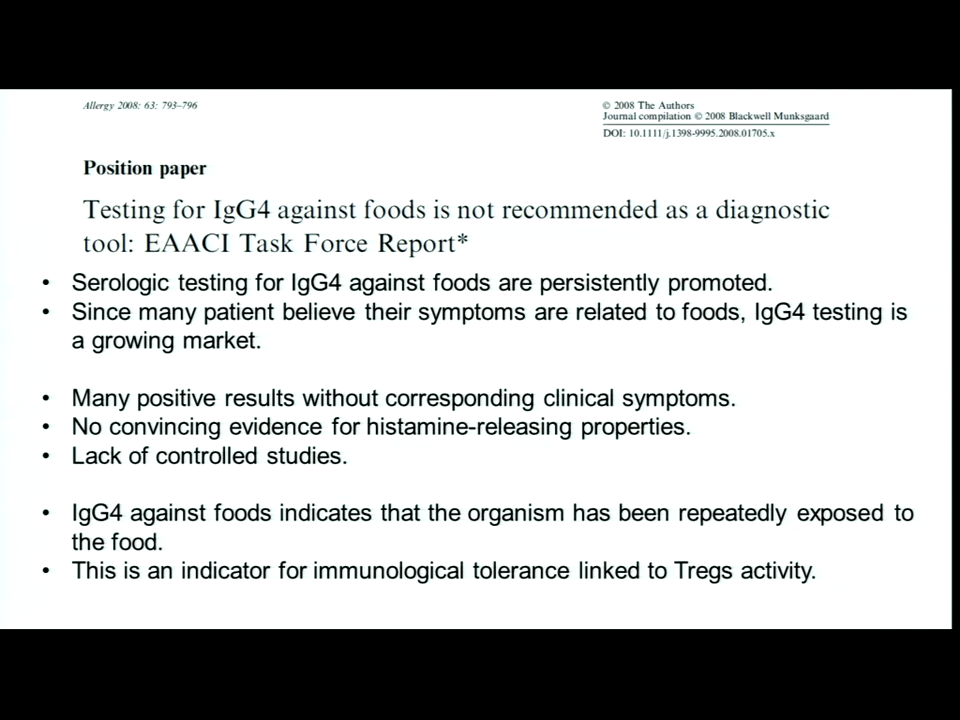 Allergy 2008: 63: 793–796
© 2008 The Authors
Journal compilation © 2008 Blackwell Munksgaard
DOI: 10.1111/j.1398-9995.2008.01705.x
Position paper
Testing for IgG4 against foods is not recommended as a diagnostic
tool: EAACI Task Force Report*
• Serologic testing for IgG4 against foods are persistently promoted.
• Since many patient believe their symptoms are related to foods, IgG4 testing is
a growing market.
• Many positive results without corresponding clinical symptoms.
• No convincing evidence for histamine-releasing properties.
• Lack of controlled studies.
• IgG4 against foods indicates that the organism has been repeatedly exposed to
the food.
• This is an indicator for immunological tolerance linked to Tregs activity.